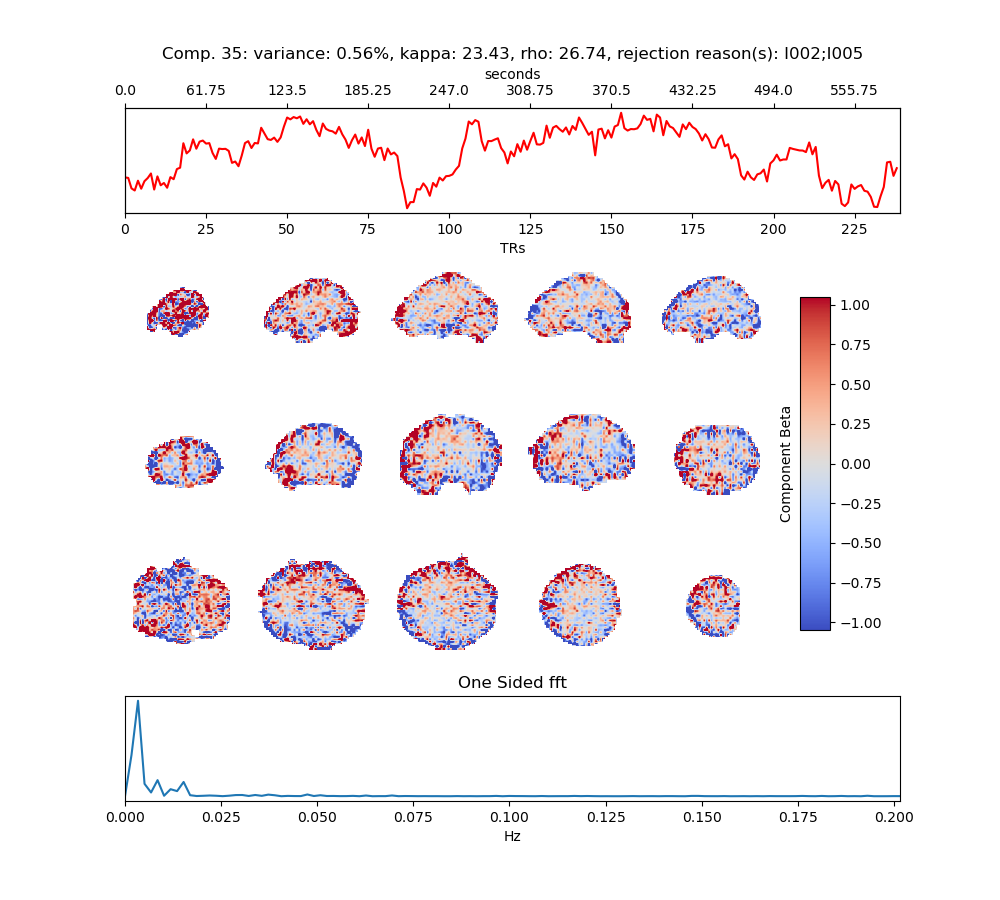 Comp. 35: variance: 0.56%, kappa: 23.43, rho: 26.74, rejection reason(s): I002;I005
seconds
0.0 61.75 123.5 185.25 247.0 308.75 370.5 432.25 494.0 555.75
0 25 50 75 100 125 150 175 200 225
TRs
1.00
0.75
0.50
0.25
0.00
−0.25
−0.50
−0.75
−1.00
Component Beta
One Sided fft
0.000 0.025 0.050 0.075 0.100 0.125 0.150 0.175 0.200
Hz